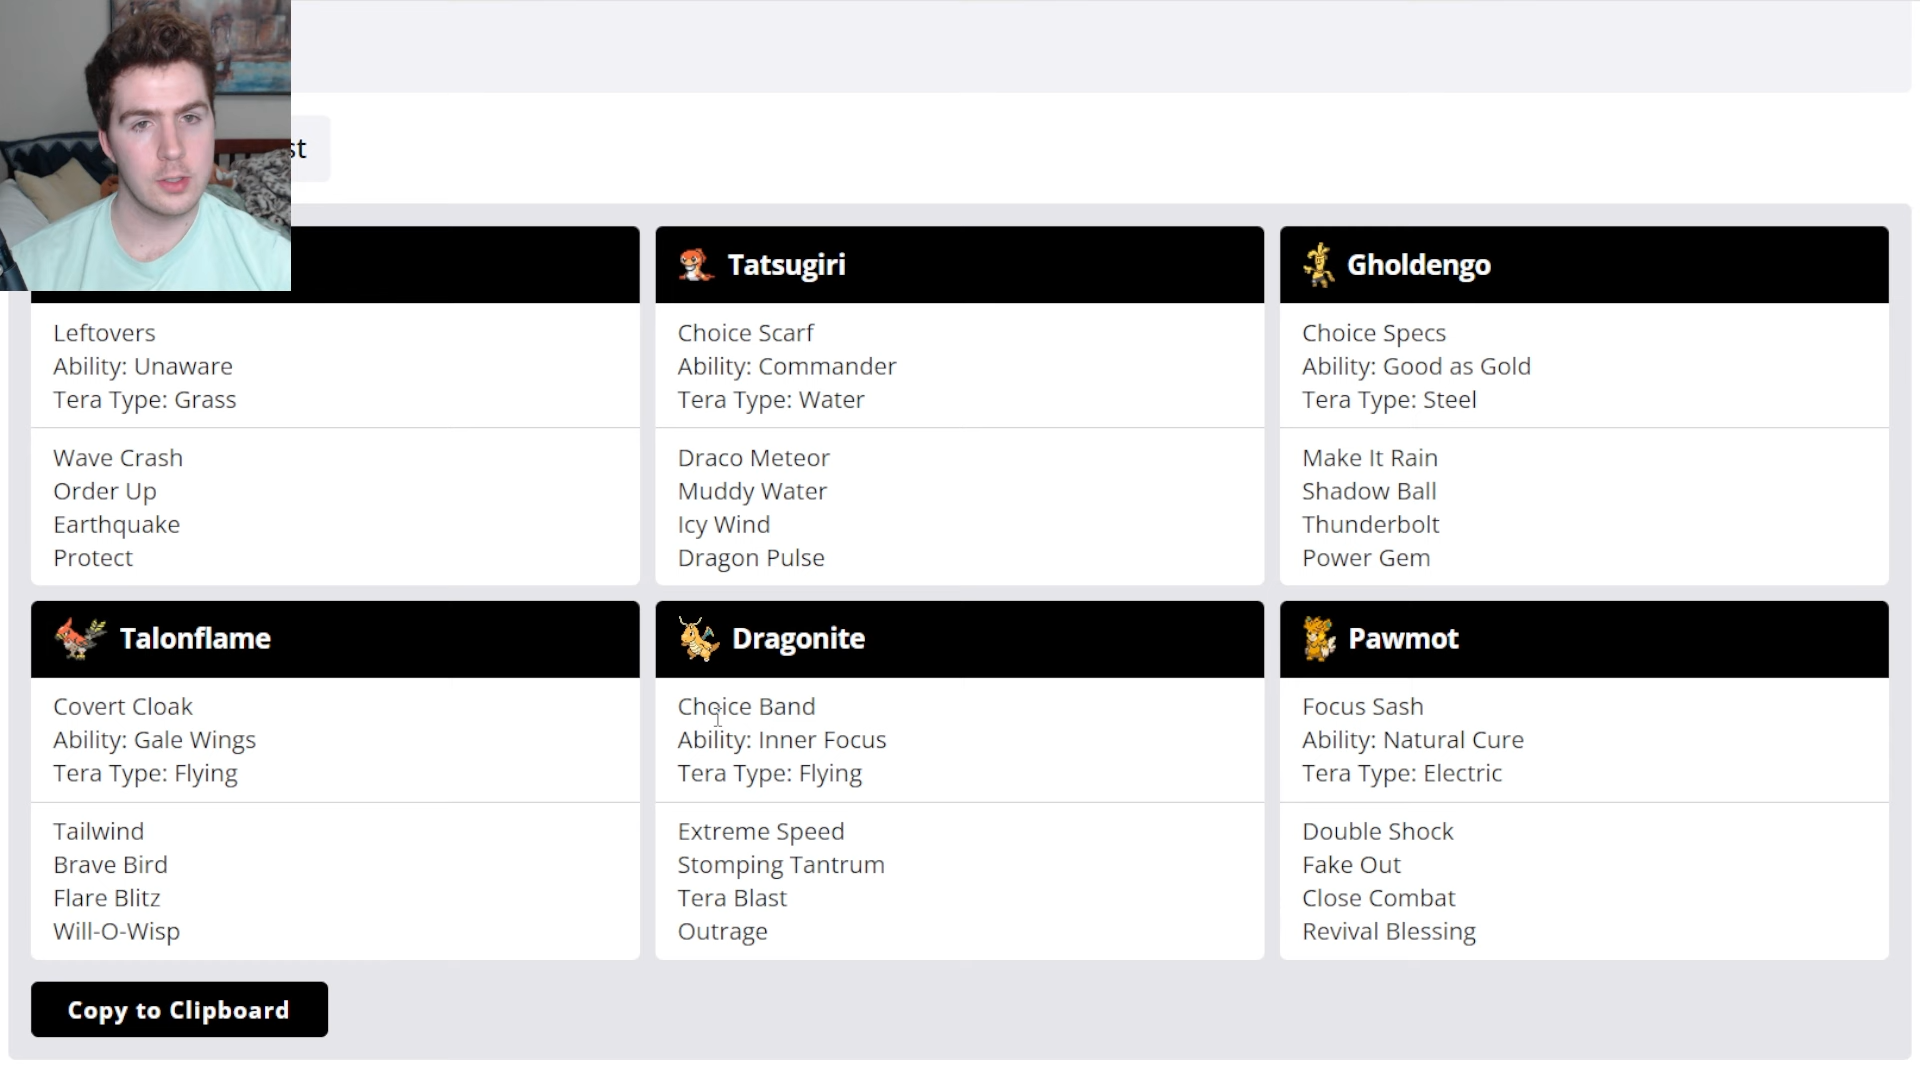 st
Leftovers
Ability: Unaware
Tera Type: Grass
Wave Crash
Order Up
Earthquake
Protect
Tatsugiri
Choice Scarf
Ability: Commander
Tera Type: Water
Draco Meteor
Muddy Water
Icy Wind
Dragon Pulse
Gholdengo
Choice Specs
Ability: Good as Gold
Tera Type: Steel
Make It Rain
Shadow Ball
Thunderbolt
Power Gem
Talonflame
Covert Cloak
Ability: Gale Wings
Tera Type: Flying
Tailwind
Brave Bird
Flare Blitz
Will-O-Wisp
Dragonite
Choice Band
Ability: Inner Focus
Tera Type: Flying
Extreme Speed
Stomping Tantrum
Tera Blast
Outrage
Pawmot
Focus Sash
Ability: Natural Cure
Tera Type: Electric
Double Shock
Fake Out
Close Combat
Revival Blessing
Copy to Clipboard